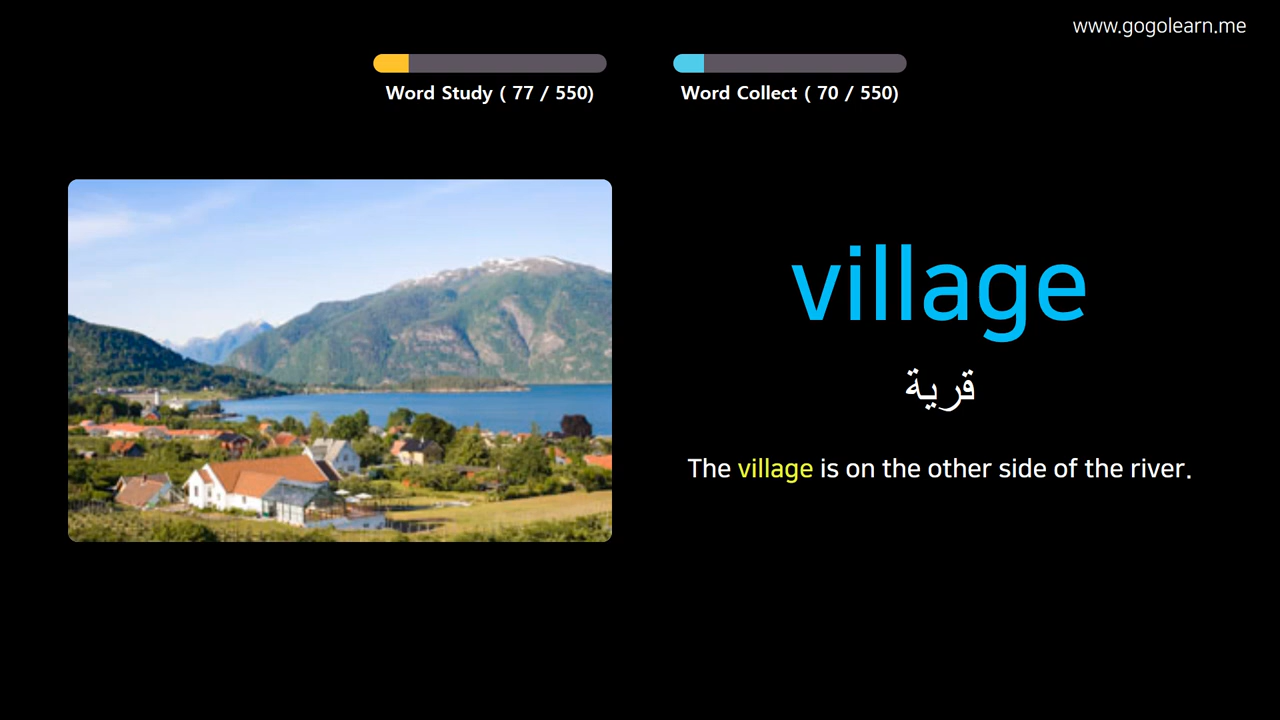 www.gogolearn.me
Word Study ( 77 / 550)
Word Collect ( 70 / 550)
village
قرية
The village is on the other side of the river.